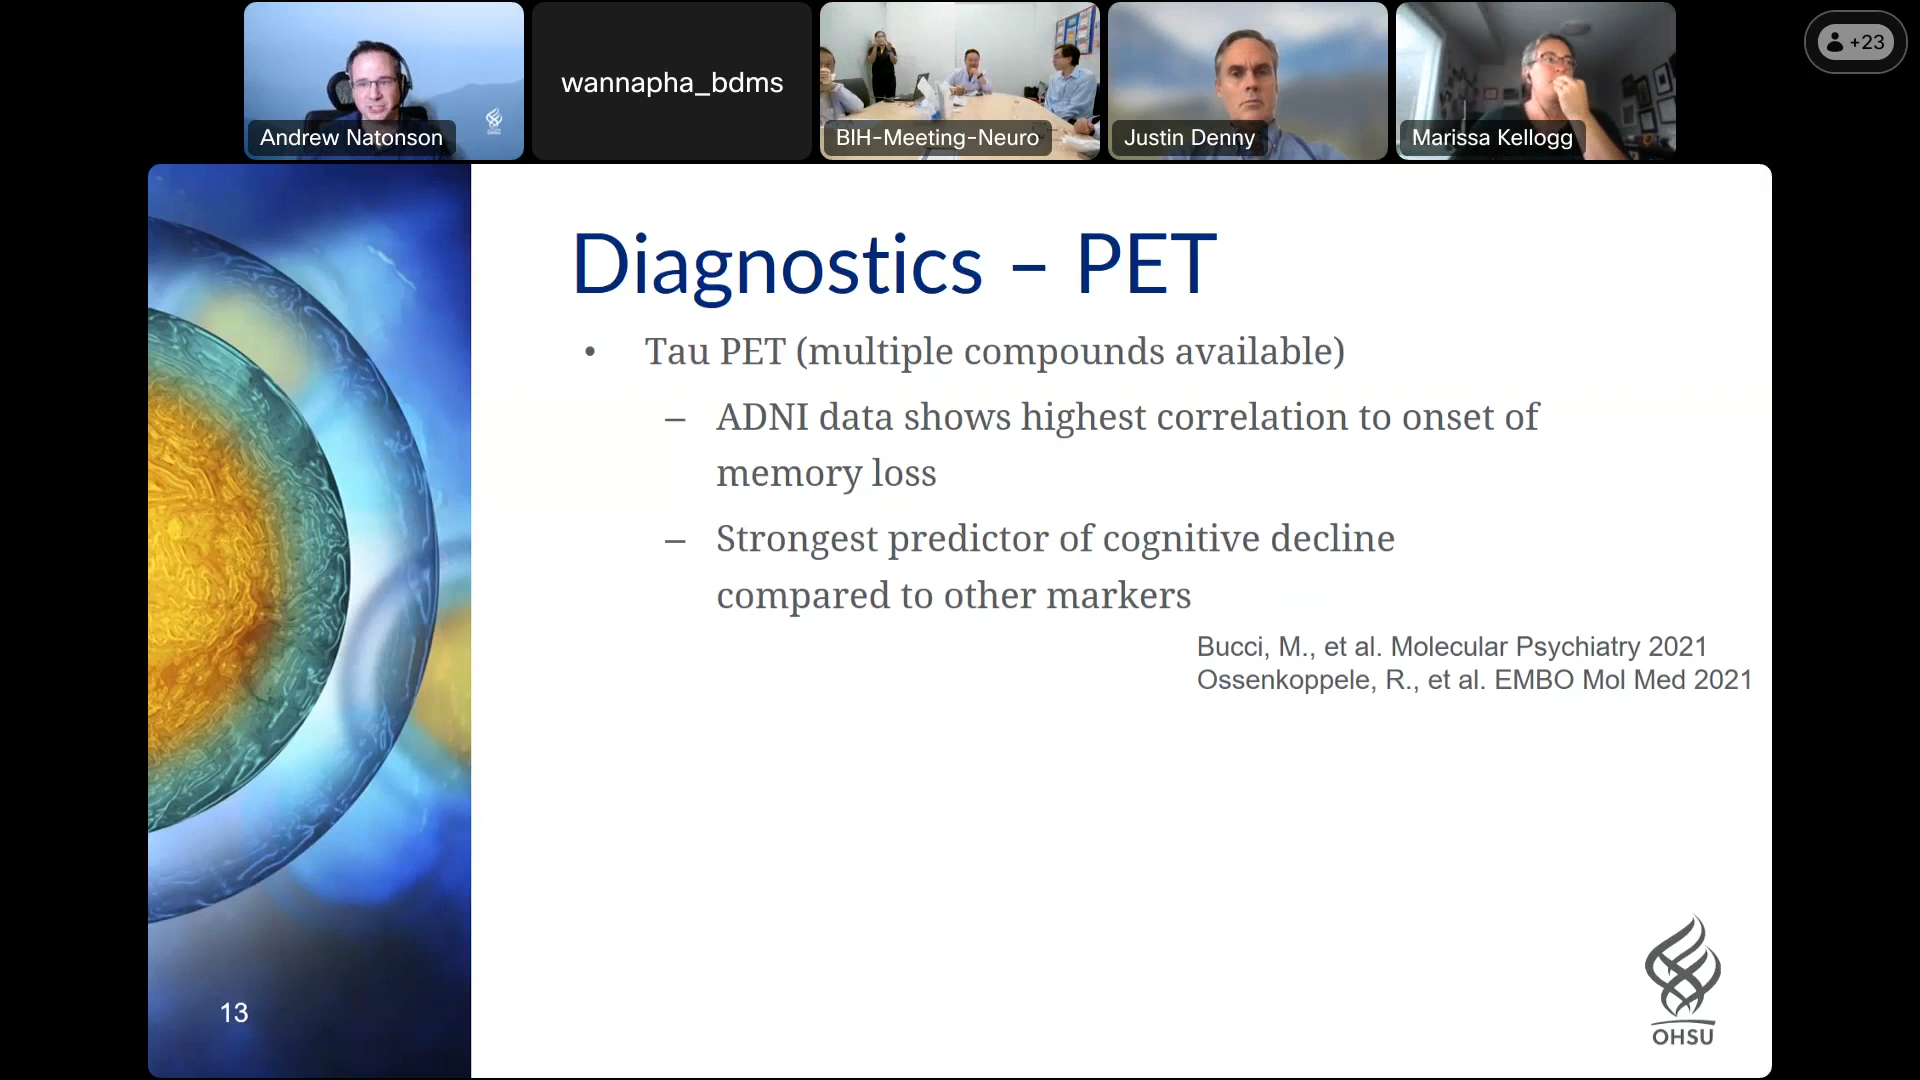 Andrew Natonson
OHSU
wannapha_bdms
BIH-Meeting-Neuro
Justin Denny
Marissa Kellogg
+23
Diagnostics – PET
• Tau PET (multiple compounds available)
– ADNI data shows highest correlation to onset of
memory loss
– Strongest predictor of cognitive decline
compared to other markers
Bucci, M., et al. Molecular Psychiatry 2021
Ossenkoppele, R., et al. EMBO Mol Med 2021
13
OHSU